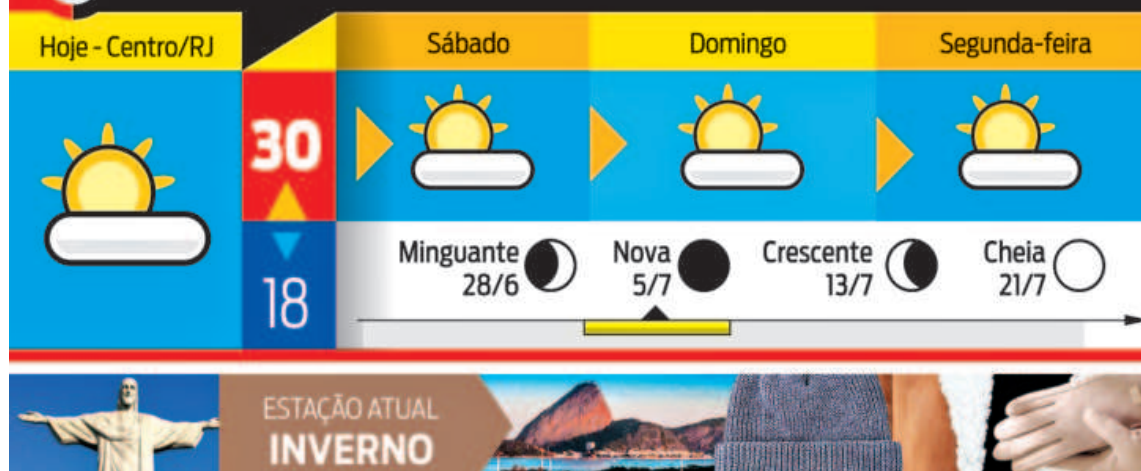 Hoje - Centro/RJ
Sábado
Domingo
Segunda-feira
30
18
Minguante
28/6
Nova
5/7
Crescente
13/7
Cheia
21/7
ESTAÇÃO ATUAL
INVERNO